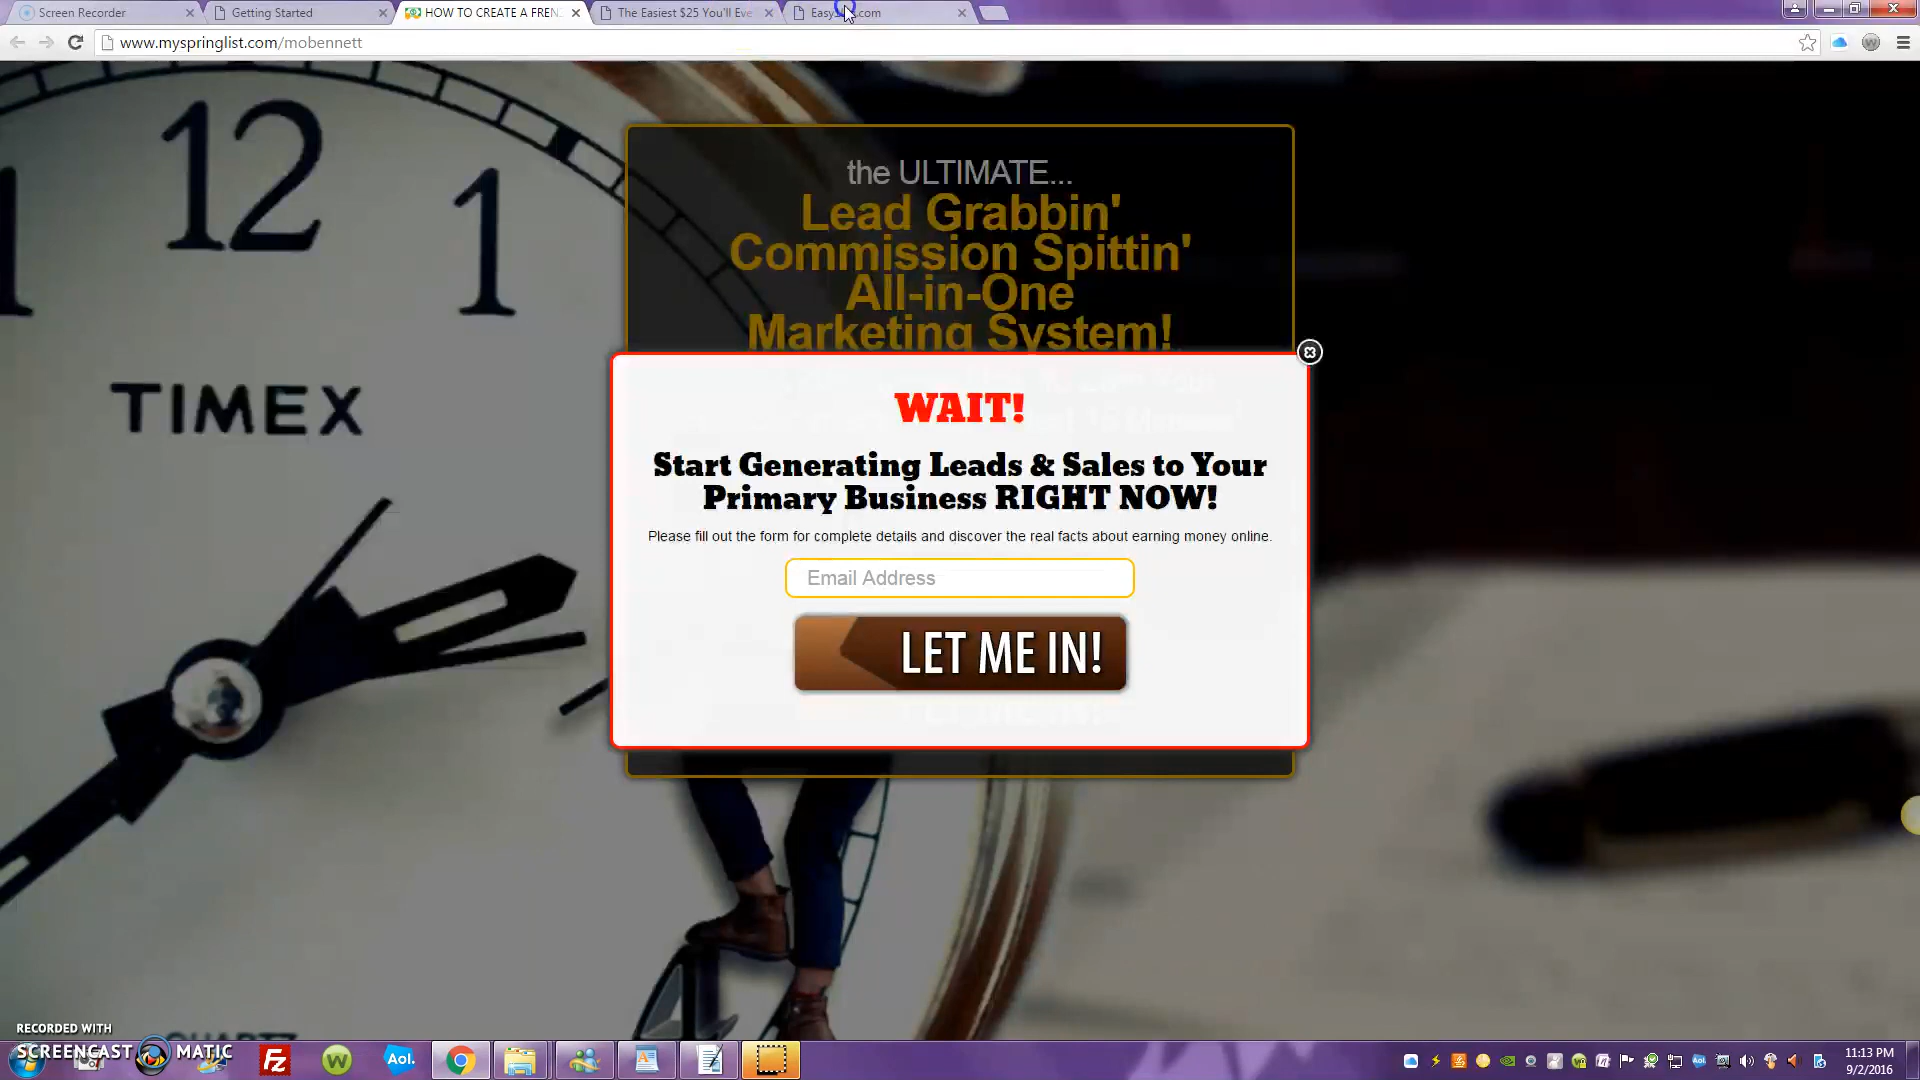 Screen Recorder
Getting Started
HOW TO CREATE A FREN
The Easiest $25 You'll Eve
www.myspringlist.com/mobennett
12
1
1
TIMEX
the ULTIMATE...
Lead Grabbin'
Commission Spittin'
All-in-One
Marketing System!
WAIT!
Start Generating Leads & Sales to Your
Primary Business RIGHT NOW!
Please fill out the form for complete details and discover the real facts about earning money online.
Email Address
LET ME IN!
RECORDED WITH
SCREENCAST MATIC
Aol.
11:13 PM
9/2/2016